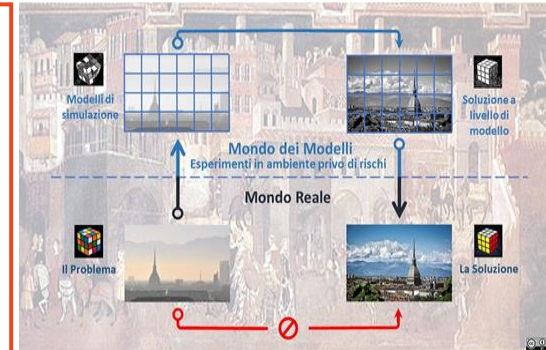 Modelli di
simulazione
Soluzione a
livello di
modello
Mondo dei Modelli
Esperimenti in ambiente privo di rischi
Mondo Reale
Il Problema
La Soluzione